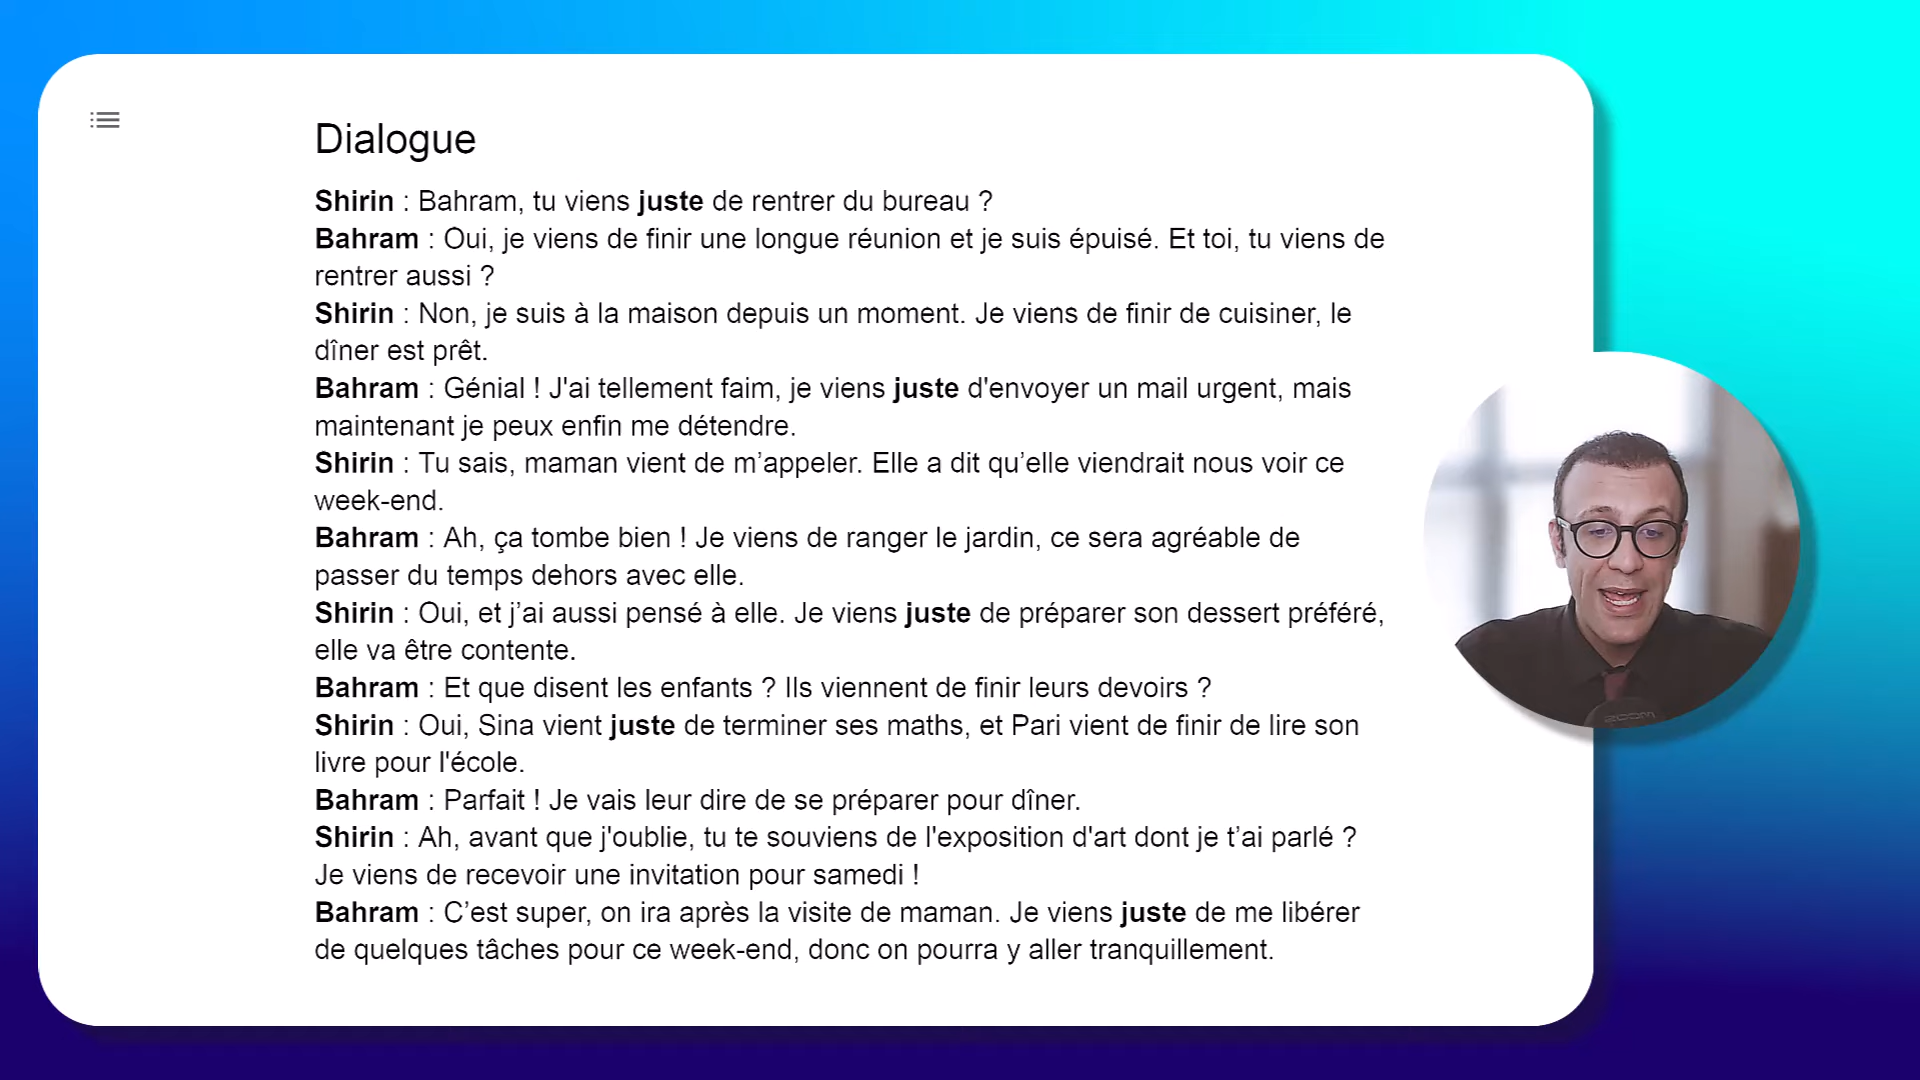 Dialogue
Shirin : Bahram, tu viens juste de rentrer du bureau ?
Bahram : Oui, je viens de finir une longue réunion et je suis épuisé. Et toi, tu viens de
rentrer aussi ?
Shirin : Non, je suis à la maison depuis un moment. Je viens de finir de cuisiner, le
dîner est prêt.
Bahram : Génial ! J'ai tellement faim, je viens juste d'envoyer un mail urgent, mais
maintenant je peux enfin me détendre.
Shirin : Tu sais, maman vient de m’appeler. Elle a dit qu’elle viendrait nous voir ce
week-end.
Bahram : Ah, ça tombe bien ! Je viens de ranger le jardin, ce sera agréable de
passer du temps dehors avec elle.
Shirin : Oui, et j’ai aussi pensé à elle. Je viens juste de préparer son dessert préféré,
elle va être contente.
Bahram : Et que disent les enfants ? Ils viennent de finir leurs devoirs ?
Shirin : Oui, Sina vient juste de terminer ses maths, et Pari vient de finir de lire son
livre pour l'école.
Bahram : Parfait ! Je vais leur dire de se préparer pour dîner.
Shirin : Ah, avant que j'oublie, tu te souviens de l'exposition d'art dont je t’ai parlé ?
Je viens de recevoir une invitation pour samedi !
Bahram : C’est super, on ira après la visite de maman. Je viens juste de me libérer
de quelques tâches pour ce week-end, donc on pourra y aller tranquillement.
zoom